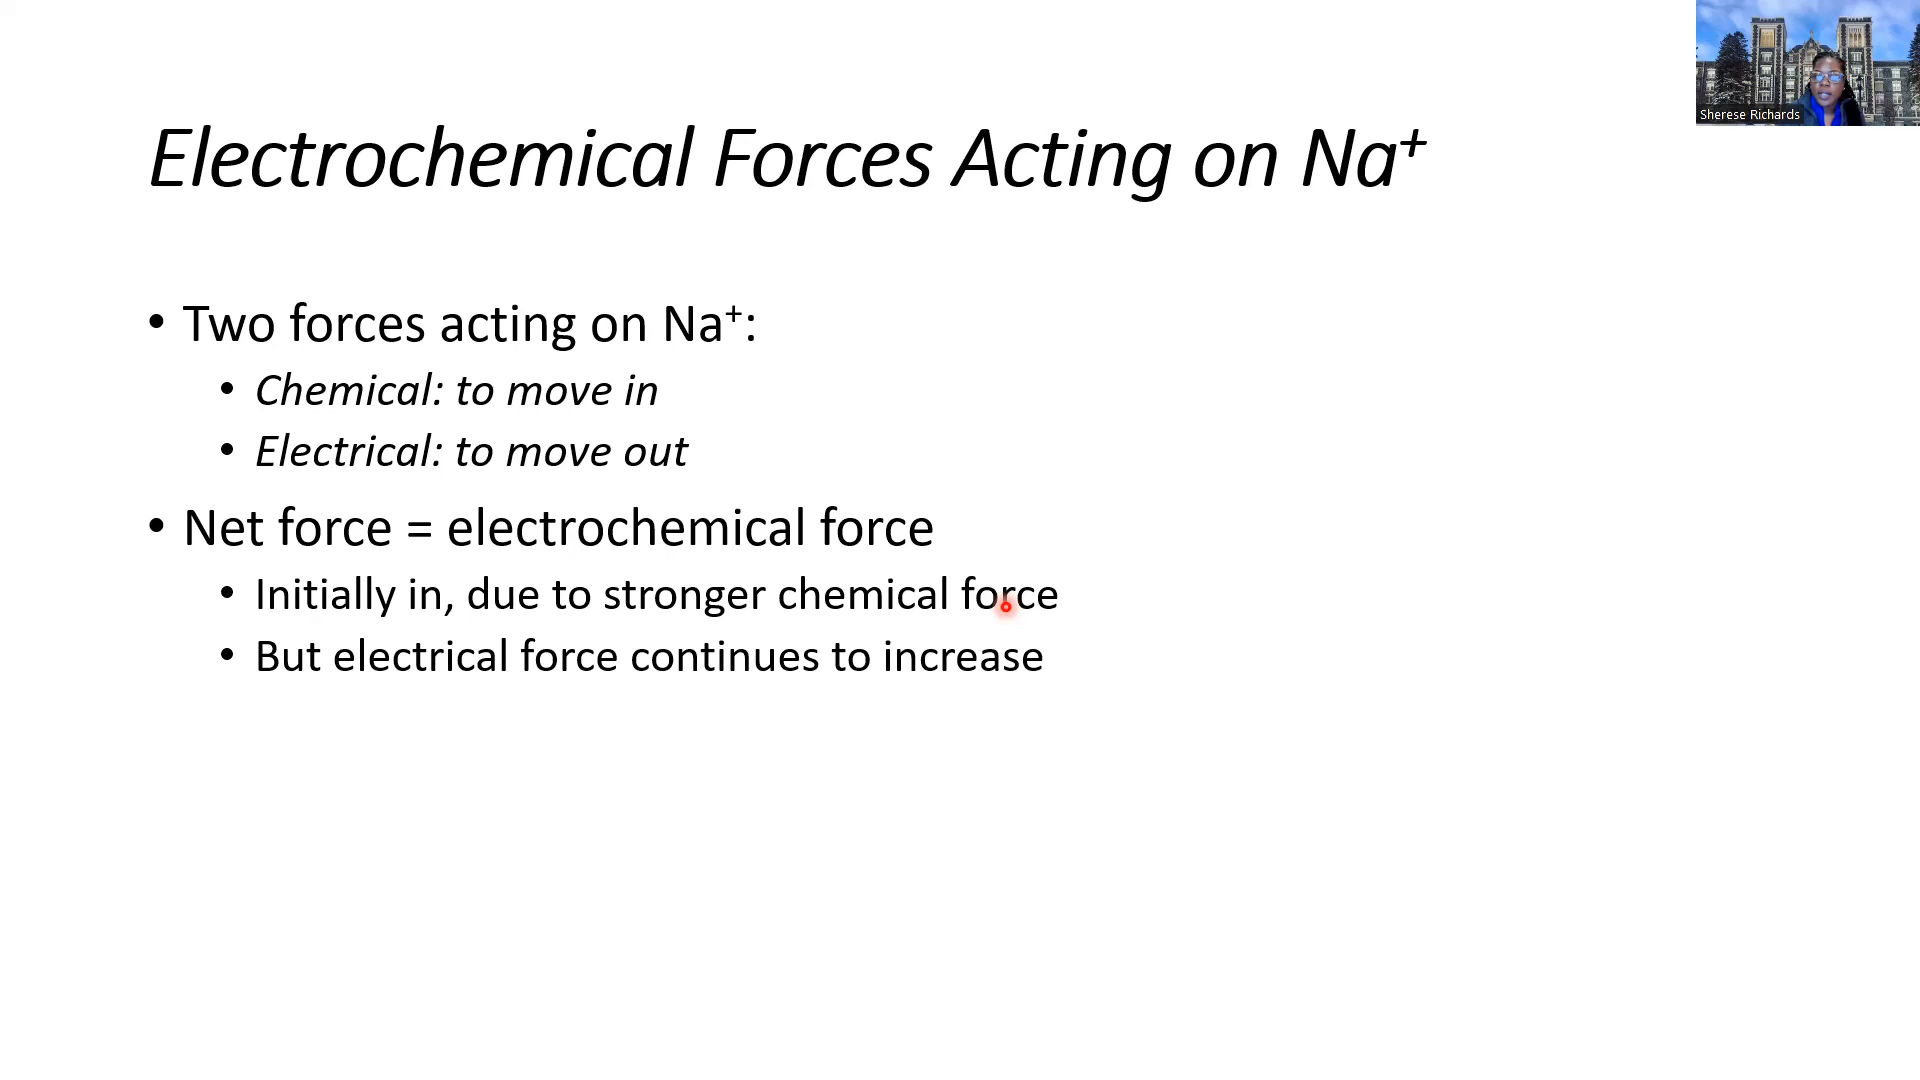 Sherese Richards
Electrochemical Forces Acting on Na⁺
• Two forces acting on Na⁺:
• Chemical: to move in
• Electrical: to move out
• Net force = electrochemical force
• Initially in, due to stronger chemical force
• But electrical force continues to increase